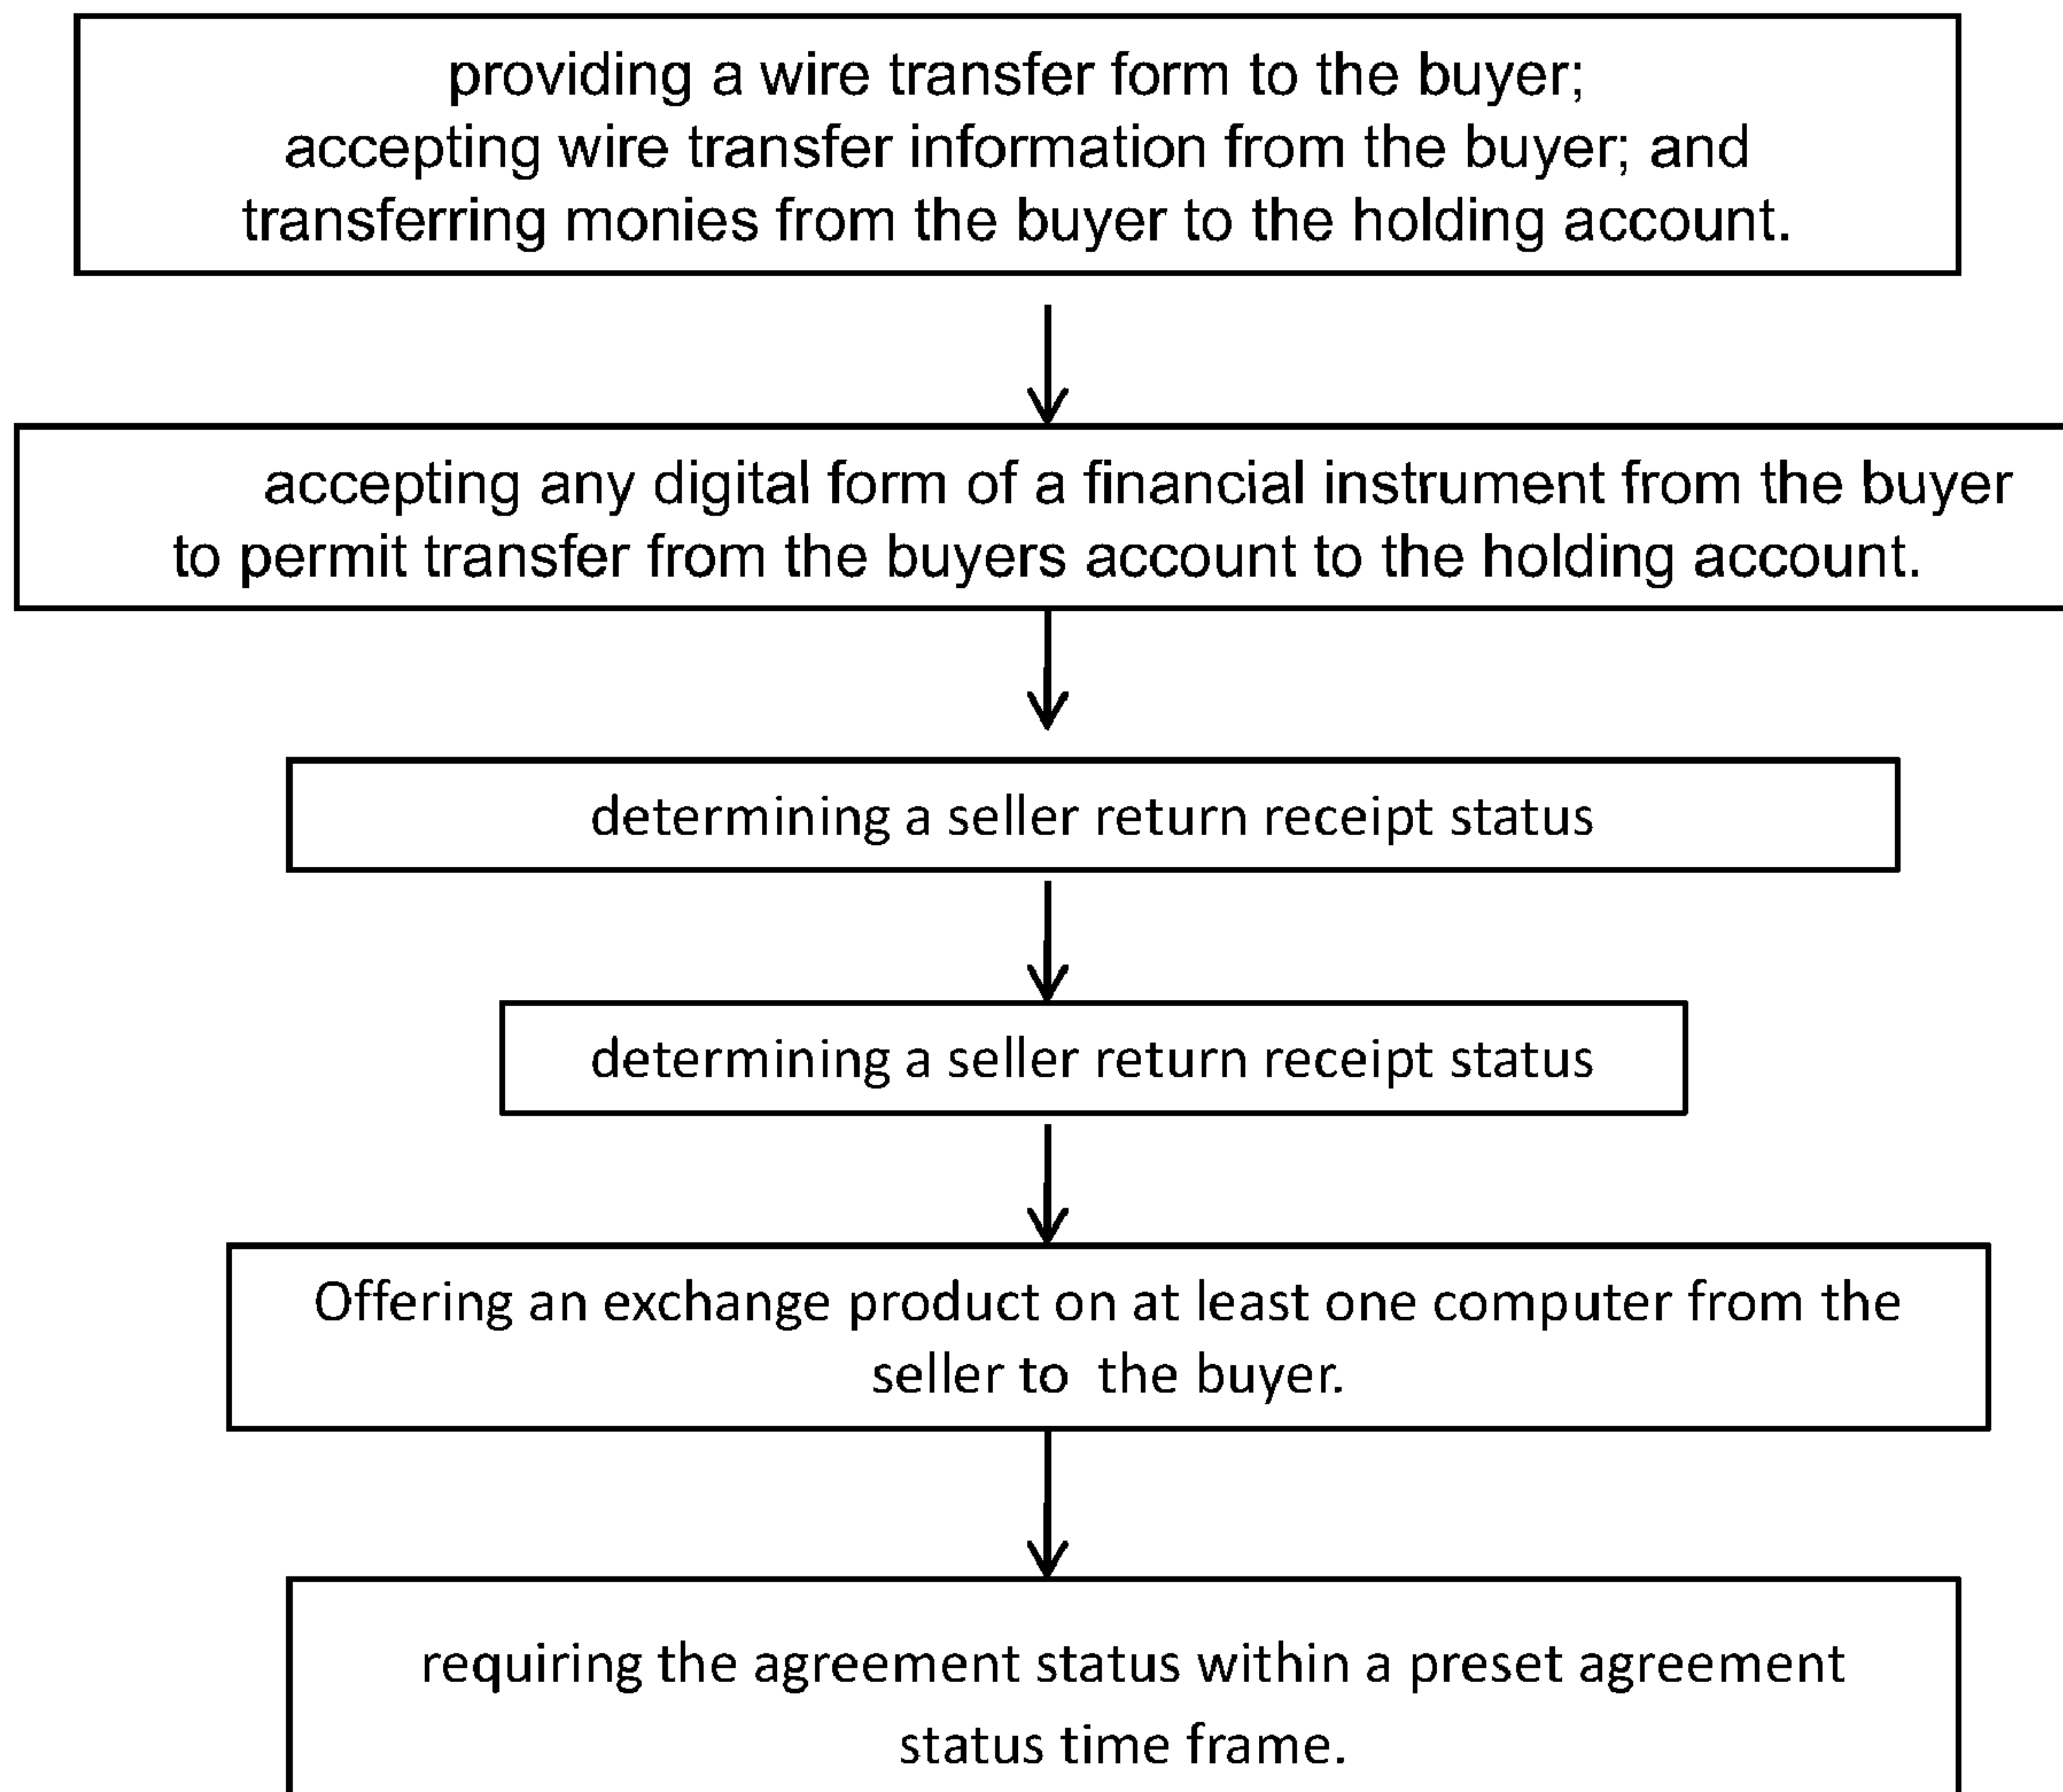 providing a wire transfer form to the buyer;
accepting wire transfer information from the buyer; and
transferring monies from the buyer to the holding account.
accepting any digital form of a financial instrument from the buyer
to permit transfer from the buyers account to the holding account.
determining a seller return receipt status
determining a seller return receipt status
Offering an exchange product on at least one computer from the
seller to the buyer.
requiring the agreement status within a preset agreement
status time frame.